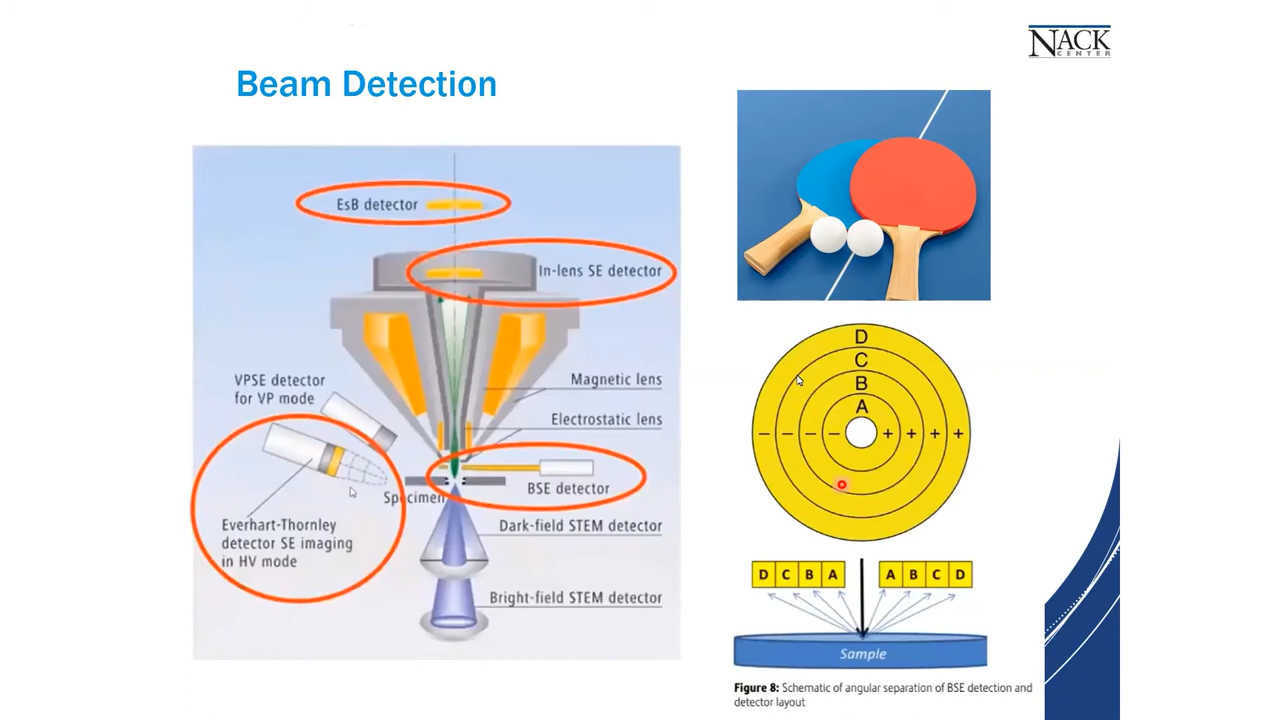 NACK
CENTER
Beam Detection
EsB detector
In-lens SE detector
VPSE detector
for VP mode
Magnetic lens
Electrostatic lens
BSE detector
Specimen
Everhart-Thornley
detector SE imaging
in HV mode
Dark-field STEM detector
Bright-field STEM detector
D
C
B
A
− − − − + + + +
D C B A A B C D
Sample
Figure 8: Schematic of angular separation of BSE detection and
detector layout